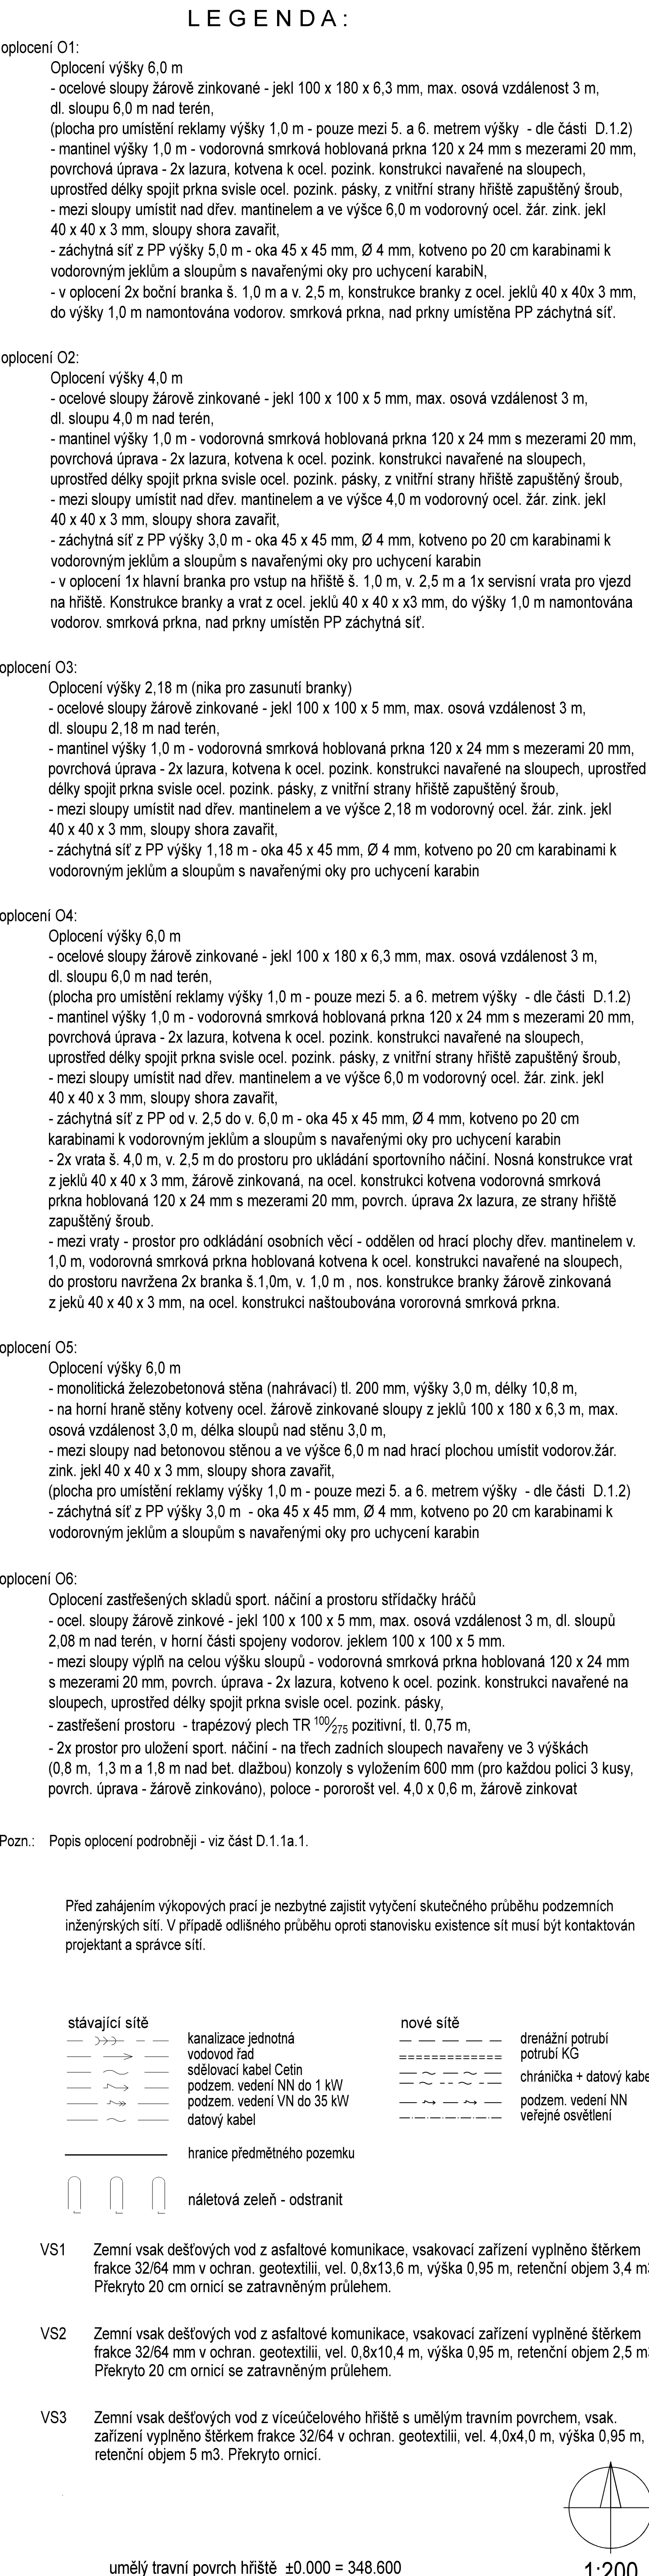 LEGENDA:
oplocení O1:
Oplocení výšky 6,0 m
- ocelové sloupy žárově zinkované - jekl 100 x 180 x 6,3 mm, max. osová vzdálenost 3 m,
dl. sloupu 6,0 m nad terén,
(plocha pro umístění reklamy výšky 1,0 m - pouze mezi 5. a 6. metrem výšky - dle části D.1.2)
- mantinel výšky 1,0 m - vodorovná smrková hoblovaná prkna 120 x 24 mm s mezerami 20 mm,
povrchová úprava - 2x lazura, kotvena k ocel. pozink. konstrukci navařené na sloupech,
uprostřed délky spojit prkna svisle ocel. pozink. pásky, z vnitřní strany hřiště zapuštěný šroub,
- mezi sloupy umístit nad dřev. mantinelem a ve výšce 6,0 m vodorovný ocel. žár. zink. jekl
40 x 40 x 3 mm, sloupy shora zavařit,
- záchytná síť z PP výšky 5,0 m - oka 45 x 45 mm, Ø 4 mm, kotveno po 20 cm karabinami k
vodorovným jeklům a sloupům s navařenými oky pro uchycení karabiN,
- v oplocení 2x boční branka š. 1,0 m a v. 2,5 m, konstrukce branky z ocel. jeklů 40 x 40x 3 mm,
do výšky 1,0 m namontována vodorov. smrková prkna, nad prkny umístěna PP záchytná síť.
oplocení O2:
Oplocení výšky 4,0 m
- ocelové sloupy žárově zinkované - jekl 100 x 100 x 5 mm, max. osová vzdálenost 3 m,
dl. sloupu 4,0 m nad terén,
- mantinel výšky 1,0 m - vodorovná smrková hoblovaná prkna 120 x 24 mm s mezerami 20 mm,
povrchová úprava - 2x lazura, kotvena k ocel. pozink. konstrukci navařené na sloupech,
uprostřed délky spojit prkna svisle ocel. pozink. pásky, z vnitřní strany hřiště zapuštěný šroub,
- mezi sloupy umístit nad dřev. mantinelem a ve výšce 4,0 m vodorovný ocel. žár. zink. jekl
40 x 40 x 3 mm, sloupy shora zavařit,
- záchytná síť z PP výšky 3,0 m - oka 45 x 45 mm, Ø 4 mm, kotveno po 20 cm karabinami k
vodorovným jeklům a sloupům s navařenými oky pro uchycení karabin
- v oplocení 1x hlavní branka pro vstup na hřiště š. 1,0 m, v. 2,5 m a 1x servisní vrata pro vjezd
na hřiště. Konstrukce branky a vrat z ocel. jeklů 40 x 40 x x3 mm, do výšky 1,0 m namontována
vodorov. smrková prkna, nad prkny umístěn PP záchytná síť.
oplocení O3:
Oplocení výšky 2,18 m (nika pro zasunutí branky)
- ocelové sloupy žárově zinkované - jekl 100 x 100 x 5 mm, max. osová vzdálenost 3 m,
dl. sloupu 2,18 m nad terén,
- mantinel výšky 1,0 m - vodorovná smrková hoblovaná prkna 120 x 24 mm s mezerami 20 mm,
povrchová úprava - 2x lazura, kotvena k ocel. pozink. konstrukci navařené na sloupech, uprostřed
délky spojit prkna svisle ocel. pozink. pásky, z vnitřní strany hřiště zapuštěný šroub,
- mezi sloupy umístit nad dřev. mantinelem a ve výšce 2,18 m vodorovný ocel. žár. zink. jekl
40 x 40 x 3 mm, sloupy shora zavařit,
- záchytná síť z PP výšky 1,18 m - oka 45 x 45 mm, Ø 4 mm, kotveno po 20 cm karabinami k
vodorovným jeklům a sloupům s navařenými oky pro uchycení karabin
oplocení O4:
Oplocení výšky 6,0 m
- ocelové sloupy žárově zinkované - jekl 100 x 180 x 6,3 mm, max. osová vzdálenost 3 m,
dl. sloupu 6,0 m nad terén,
(plocha pro umístění reklamy výšky 1,0 m - pouze mezi 5. a 6. metrem výšky - dle části D.1.2)
- mantinel výšky 1,0 m - vodorovná smrková hoblovaná prkna 120 x 24 mm s mezerami 20 mm,
povrchová úprava - 2x lazura, kotvena k ocel. pozink. konstrukci navařené na sloupech,
uprostřed délky spojit prkna svisle ocel. pozink. pásky, z vnitřní strany hřiště zapuštěný šroub,
- mezi sloupy umístit nad dřev. mantinelem a ve výšce 6,0 m vodorovný ocel. žár. zink. jekl
40 x 40 x 3 mm, sloupy shora zavařit,
- záchytná síť z PP od v. 2,5 do v. 6,0 m - oka 45 x 45 mm, Ø 4 mm, kotveno po 20 cm
karabinami k vodorovným jeklům a sloupům s navařenými oky pro uchycení karabin
- 2x vrata š. 4,0 m, v. 2,5 m do prostoru pro ukládání sportovního náčiní. Nosná konstrukce vrat
z jeklů 40 x 40 x 3 mm, žárově zinkovaná, na ocel. konstrukci kotvena vodorovná smrková
prkna hoblovaná 120 x 24 mm s mezerami 20 mm, povrch. úprava 2x lazura, ze strany hřiště
zapuštěný šroub.
- mezi vraty - prostor pro odkládání osobních věcí - oddělen od hrací plochy dřev. mantinelem v.
1,0 m, vodorovná smrková prkna hoblovaná kotvena k ocel. konstrukci navařené na sloupech,
do prostoru navržena 2x branka š.1,0m, v. 1,0 m , nos. konstrukce branky žárově zinkovaná
z jeků 40 x 40 x 3 mm, na ocel. konstrukci naštoubována vororovná smrková prkna.
oplocení O5:
Oplocení výšky 6,0 m
- monolitická železobetonová stěna (nahrávací) tl. 200 mm, výšky 3,0 m, délky 10,8 m,
- na horní hraně stěny kotveny ocel. žárově zinkované sloupy z jeklů 100 x 180 x 6,3 m, max.
osová vzdálenost 3,0 m, délka sloupů nad stěnu 3,0 m,
- mezi sloupy nad betonovou stěnou a ve výšce 6,0 m nad hrací plochou umístit vodorov.žár.
zink. jekl 40 x 40 x 3 mm, sloupy shora zavařit,
(plocha pro umístění reklamy výšky 1,0 m - pouze mezi 5. a 6. metrem výšky - dle části D.1.2)
- záchytná síť z PP výšky 3,0 m - oka 45 x 45 mm, Ø 4 mm, kotveno po 20 cm karabinami k
vodorovným jeklům a sloupům s navařenými oky pro uchycení karabin
oplocení O6:
Oplocení zastřešených skladů sport. náčiní a prostoru střídačky hráčů
- ocel. sloupy žárově zinkové - jekl 100 x 100 x 5 mm, max. osová vzdálenost 3 m, dl. sloupů
2,08 m nad terén, v horní části spojeny vodorov. jeklem 100 x 100 x 5 mm.
- mezi sloupy výplň na celou výšku sloupů - vodorovná smrková prkna hoblovaná 120 x 24 mm
s mezerami 20 mm, povrch. úprava - 2x lazura, kotveno k ocel. pozink. konstrukci navařené na
sloupech, uprostřed délky spojit prkna svisle ocel. pozink. pásky,
- zastřešení prostoru - trapézový plech TR 100/275 pozitivní, tl. 0,75 m,
- 2x prostor pro uložení sport. náčiní - na třech zadních sloupech navařeny ve 3 výškách
(0,8 m, 1,3 m a 1,8 m nad bet. dlažbou) konzoly s vyložením 600 mm (pro každou polici 3 kusy,
povrch. úprava - žárově zinkováno), poloce - pororošt vel. 4,0 x 0,6 m, žárově zinkovat
Pozn.: Popis oplocení podrobněji - viz část D.1.1a.1.
Před zahájením výkopových prací je nezbytné zajistit vytyčení skutečného průběhu podzemních
inženýrských sítí. V případě odlišného průběhu oproti stanovisku existence sít musí být kontaktován
projektant a správce sítí.
stávající sítě
kanalizace jednotná
vodovod řad
sdělovací kabel Cetin
podzem. vedení NN do 1 kW
podzem. vedení VN do 35 kW
datový kabel
hranice předmětného pozemku
náletová zeleň - odstranit
nové sítě
drenážní potrubí
potrubí KG
chránička + datový kabe
podzem. vedení NN
veřejné osvětlení
VS1 Zemní vsak dešťových vod z asfaltové komunikace, vsakovací zařízení vyplněno štěrkem
frakce 32/64 mm v ochran. geotextilii, vel. 0,8x13,6 m, výška 0,95 m, retenční objem 3,4 m3
Překryto 20 cm ornicí se zatravněným průlehem.
VS2 Zemní vsak dešťových vod z asfaltové komunikace, vsakovací zařízení vyplněné štěrkem
frakce 32/64 mm v ochran. geotextilii, vel. 0,8x10,4 m, výška 0,95 m, retenční objem 2,5 m3
Překryto 20 cm ornicí se zatravněným průlehem.
VS3 Zemní vsak dešťových vod z víceúčelového hřiště s umělým travním povrchem, vsak.
zařízení vyplněno štěrkem frakce 32/64 v ochran. geotextilii, vel. 4,0x4,0 m, výška 0,95 m,
retenční objem 5 m3. Překryto ornicí.
umělý travní povrch hřiště ±0.000 = 348.600
1:200